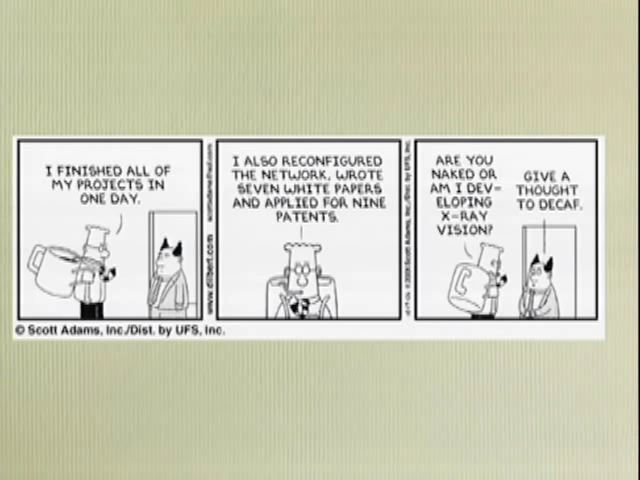 I FINISHED ALL OF
MY PROJECTS IN
ONE DAY.
I ALSO RECONFIGURED
THE NETWORK, WROTE
SEVEN WHITE PAPERS
AND APPLIED FOR NINE
PATENTS.
ARE YOU
NAKED OR
AM I DEV=
ELOPING
X=RAY
VISION?
GIVE A
THOUGHT
TO DECAF.
www.dilbert.com
© Scott Adams, Inc./Dist. by UFS, Inc.